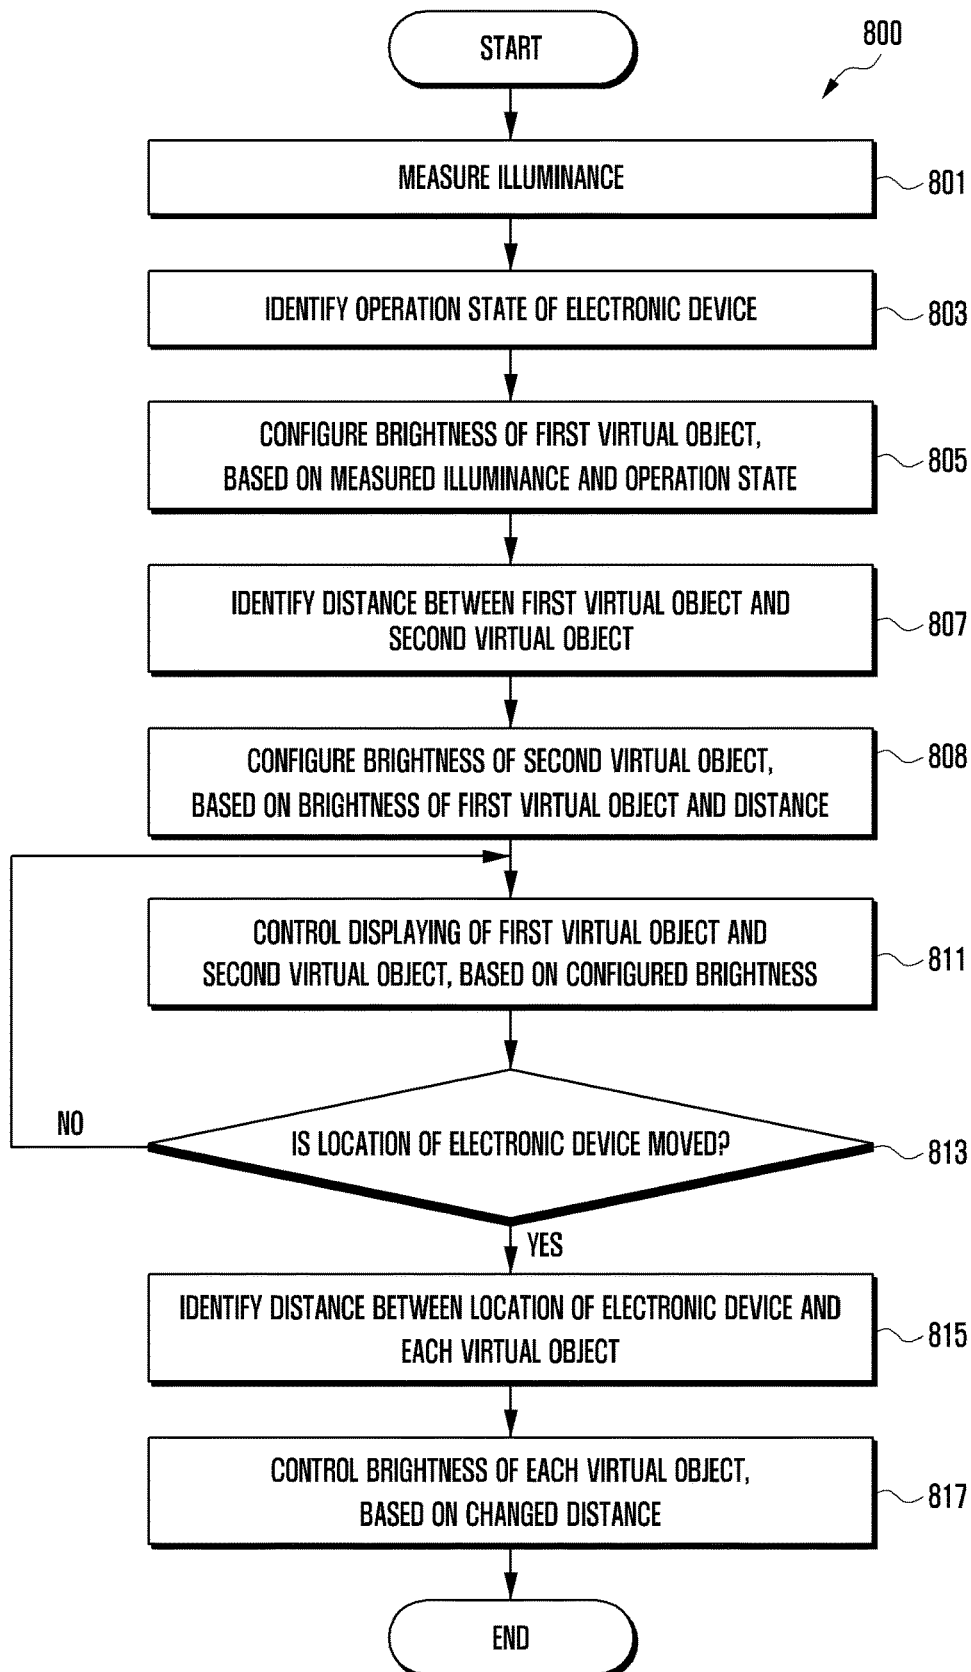 START
800
MEASURE ILLUMINANCE
801
IDENTIFY OPERATION STATE OF ELECTRONIC DEVICE
803
CONFIGURE BRIGHTNESS OF FIRST VIRTUAL OBJECT,
BASED ON MEASURED ILLUMINANCE AND OPERATION STATE
805
IDENTIFY DISTANCE BETWEEN FIRST VIRTUAL OBJECT AND
SECOND VIRTUAL OBJECT
807
CONFIGURE BRIGHTNESS OF SECOND VIRTUAL OBJECT,
BASED ON BRIGHTNESS OF FIRST VIRTUAL OBJECT AND DISTANCE
808
CONTROL DISPLAYING OF FIRST VIRTUAL OBJECT AND
SECOND VIRTUAL OBJECT, BASED ON CONFIGURED BRIGHTNESS
811
NO
IS LOCATION OF ELECTRONIC DEVICE MOVED?
813
YES
IDENTIFY DISTANCE BETWEEN LOCATION OF ELECTRONIC DEVICE AND
EACH VIRTUAL OBJECT
815
CONTROL BRIGHTNESS OF EACH VIRTUAL OBJECT,
BASED ON CHANGED DISTANCE
817
END